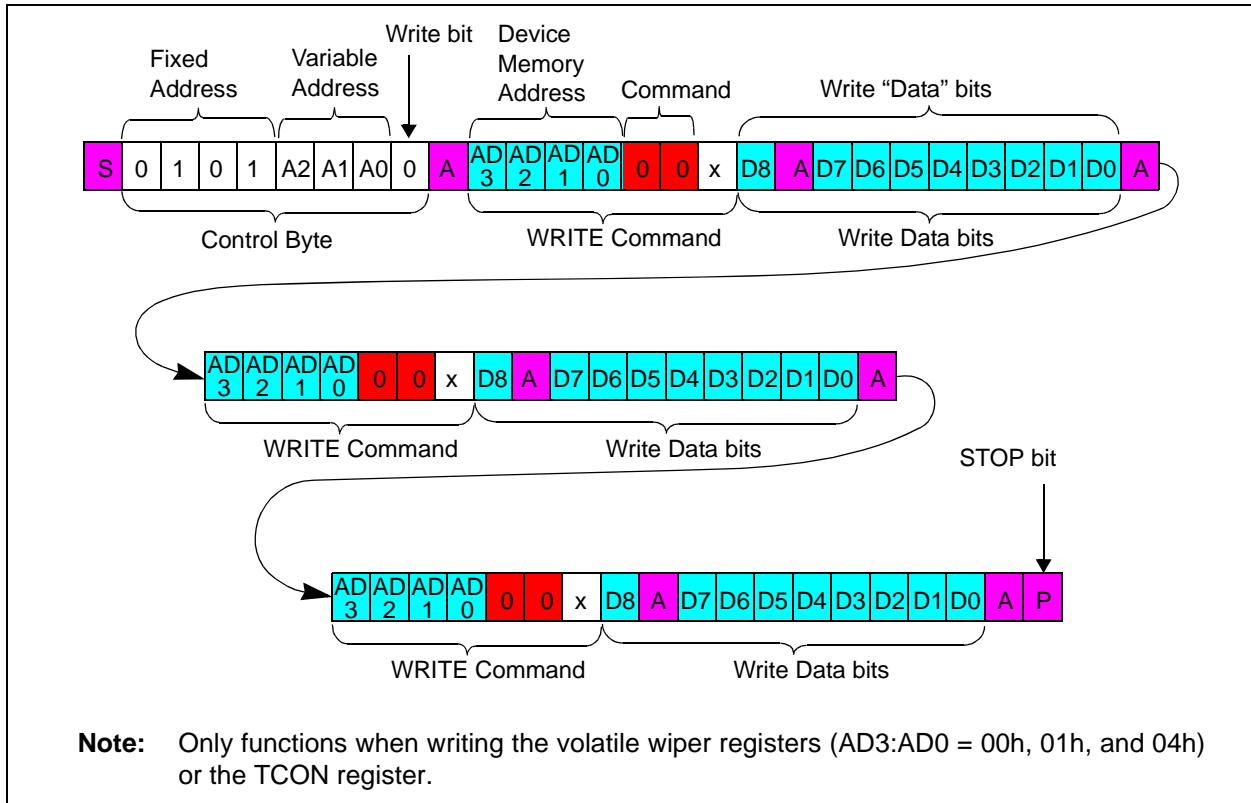 Write bit
Device
Memory
Address
Fixed
Address
Variable
Address
Command
Write “Data” bits
S 0 1 0 1 A2 A1 A0 0 A AD3 AD2 AD1 AD0 0 0 x D8 A D7 D6 D5 D4 D3 D2 D1 D0 A
Control Byte
WRITE Command
Write Data bits
AD3 AD2 AD1 AD0 0 0 x D8 A D7 D6 D5 D4 D3 D2 D1 D0 A
WRITE Command
Write Data bits
STOP bit
AD3 AD2 AD1 AD0 0 0 x D8 A D7 D6 D5 D4 D3 D2 D1 D0 A P
WRITE Command
Write Data bits
Note: Only functions when writing the volatile wiper registers (AD3:AD0 = 00h, 01h, and 04h)
or the TCON register.